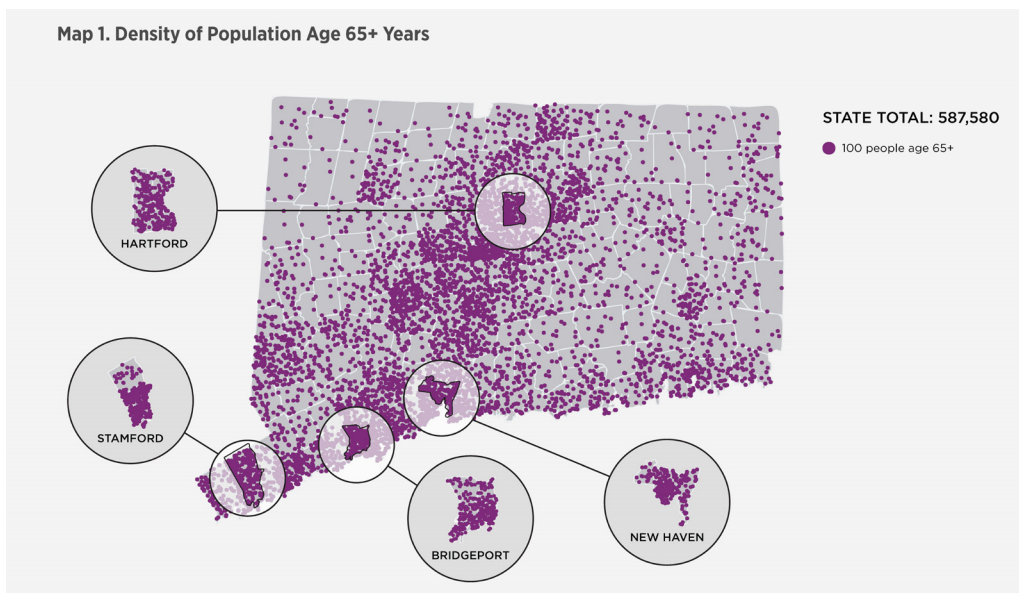 Map 1. Density of Population Age 65+ Years
STATE TOTAL: 587,580
100 people age 65+
HARTFORD
STAMFORD
BRIDGEPORT
NEW HAVEN